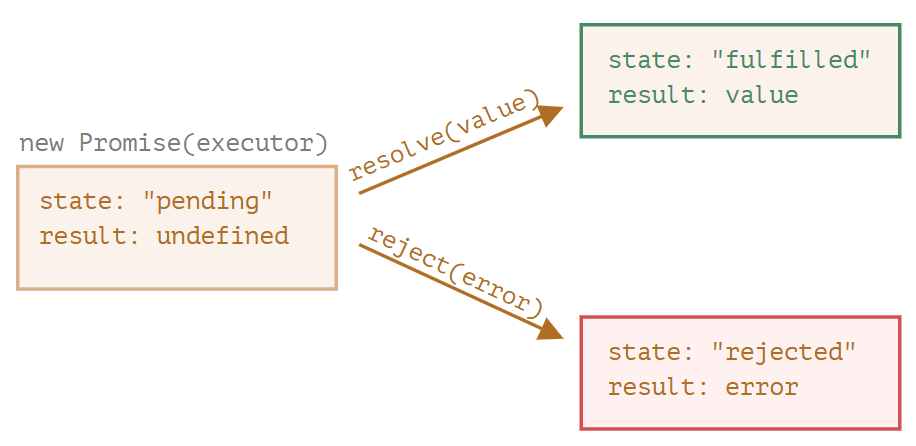 new Promise(executor)
state: "pending"
result: undefined
resolve(value)
reject(error)
state: "fulfilled"
result: value
state: "rejected"
result: error